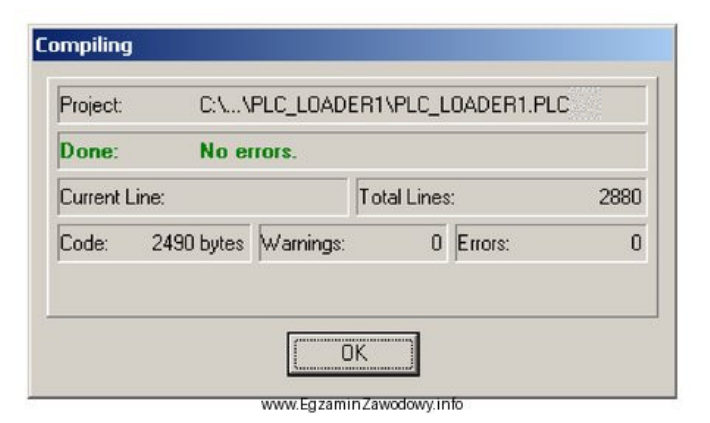 Compiling
Project: C:\...\PLC_LOADER1\PLC_LOADER1.PLC
Done: No errors.
Current Line: Total Lines: 2880
Code: 2490 bytes Warnings: 0 Errors: 0
OK
www.EgzaminZawodowy.info